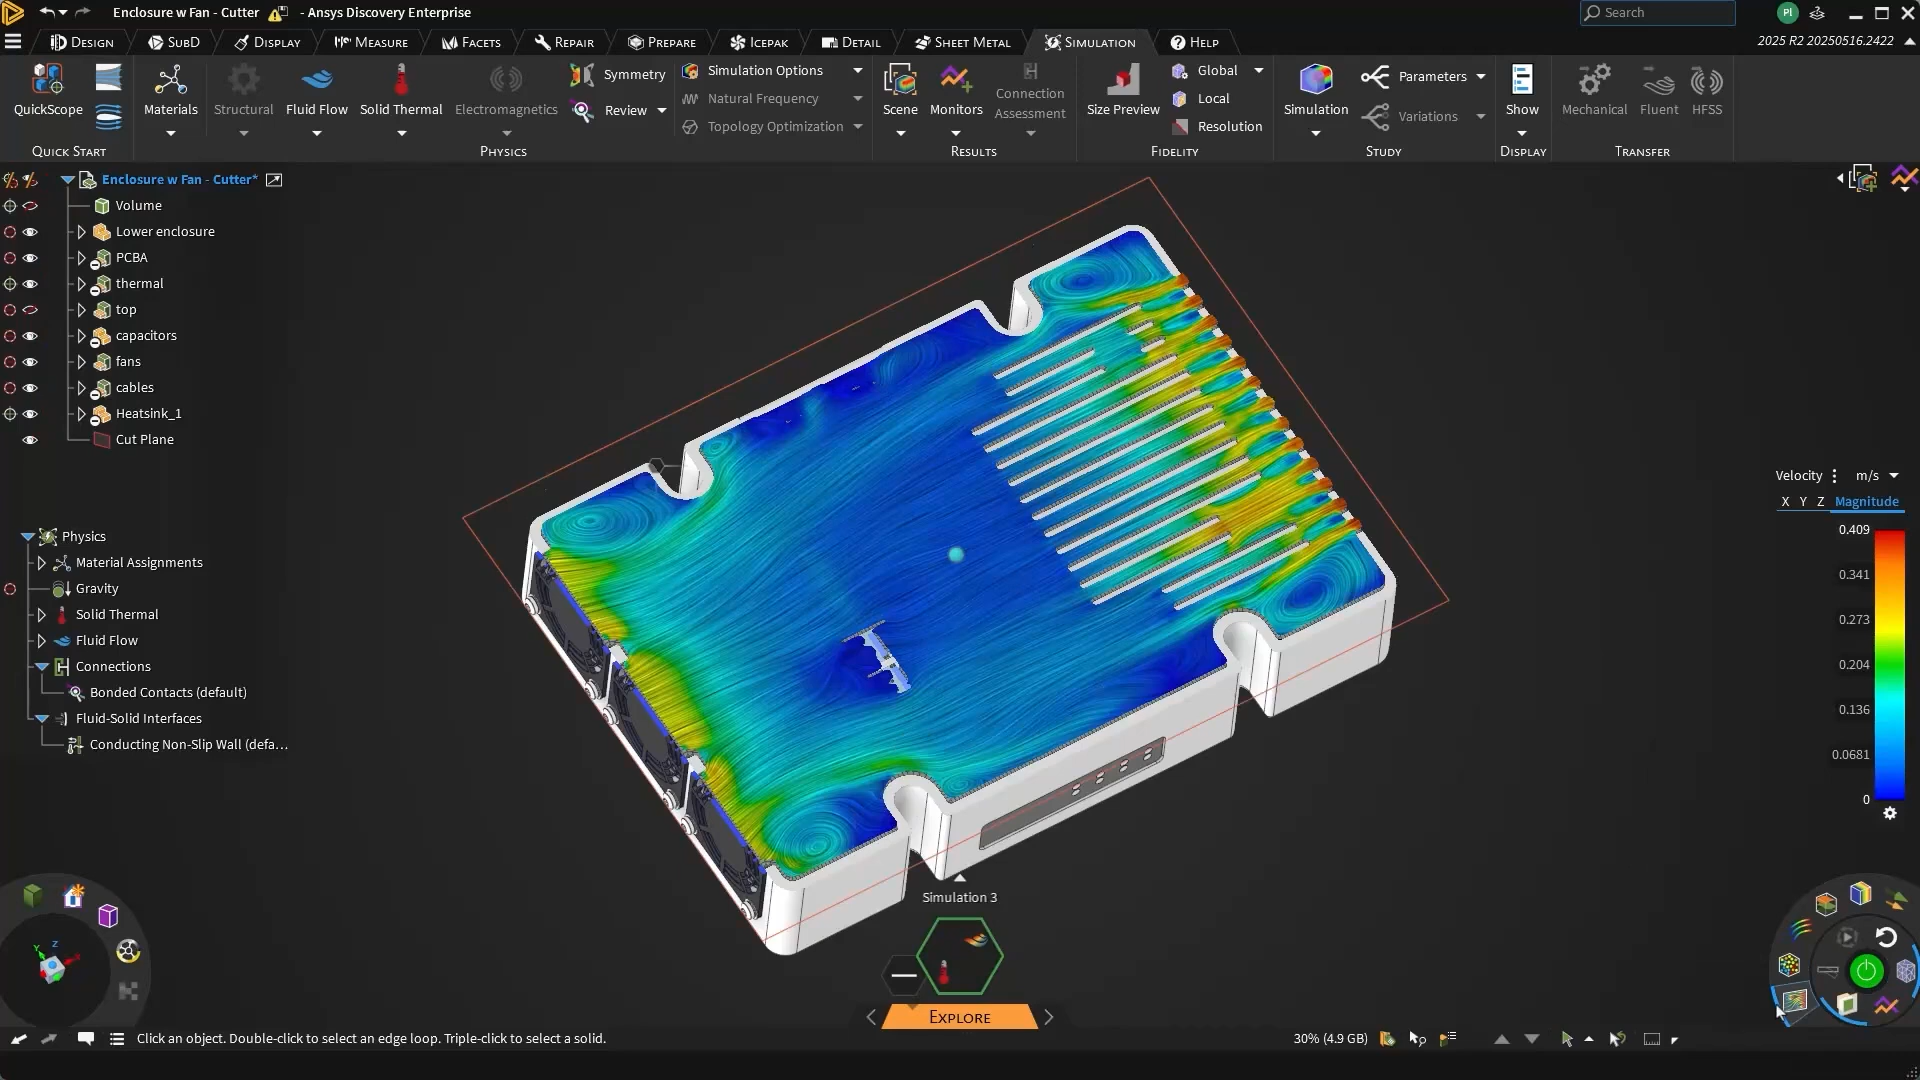 Enclosure w Fan - Cutter - Ansys Discovery Enterprise
Search
PI
Design SubD Display Measure Facets Repair Prepare Icepak Detail Sheet Metal Simulation Help
2025 R2 20250516.2422
QuickScope
Quick Start
Materials Structural Fluid Flow Solid Thermal Electromagnetics
Symmetry
Review
Simulation Options
Natural Frequency
Topology Optimization
Physics
Scene Monitors Connection Assessment
Results
Size Preview
Global
Local
Resolution
Fidelity
Simulation
Parameters
Variations
Study
Show
Display
Mechanical Fluent HFSS
Transfer
Enclosure w Fan - Cutter*
Volume
Lower enclosure
PCBA
thermal
top
capacitors
fans
cables
Heatsink_1
Cut Plane
Physics
Material Assignments
Gravity
Solid Thermal
Fluid Flow
Connections
Bonded Contacts (default)
Fluid-Solid Interfaces
Conducting Non-Slip Wall (defa...
Velocity m/s
X Y Z Magnitude
0.409
0.341
0.273
0.204
0.136
0.0681
0
Simulation 3
Explore
Y Z X
Click an object. Double-click to select an edge loop. Triple-click to select a solid.
30% (4.9 GB)